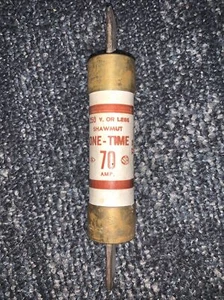 250 V. OR LESS
SHAWMUT
ONE-TIME
70
AMP.